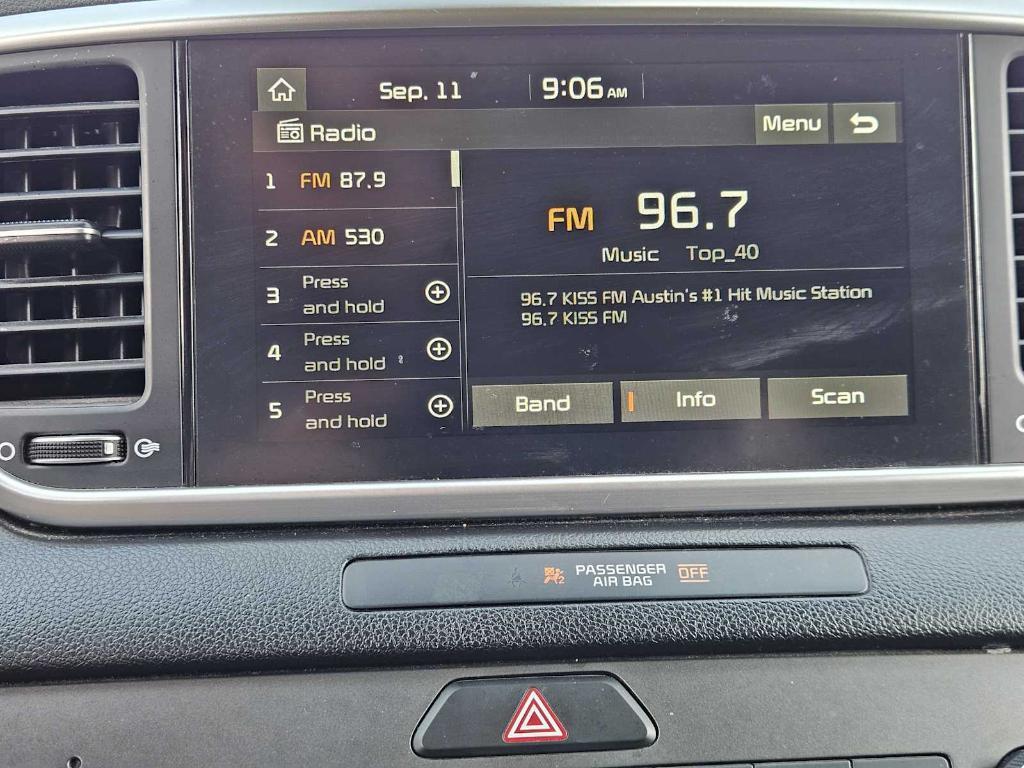 Sep. 11 9:06 AM
Radio Menu
1 FM 87.9
2 AM 530
3 Press
and hold
4 Press
and hold
5 Press
and hold
FM 96.7
Music Top_40
96.7 KISS FM Austin's #1 Hit Music Station
96.7 KISS FM
Band Info Scan
PASSENGER
AIR BAG OFF